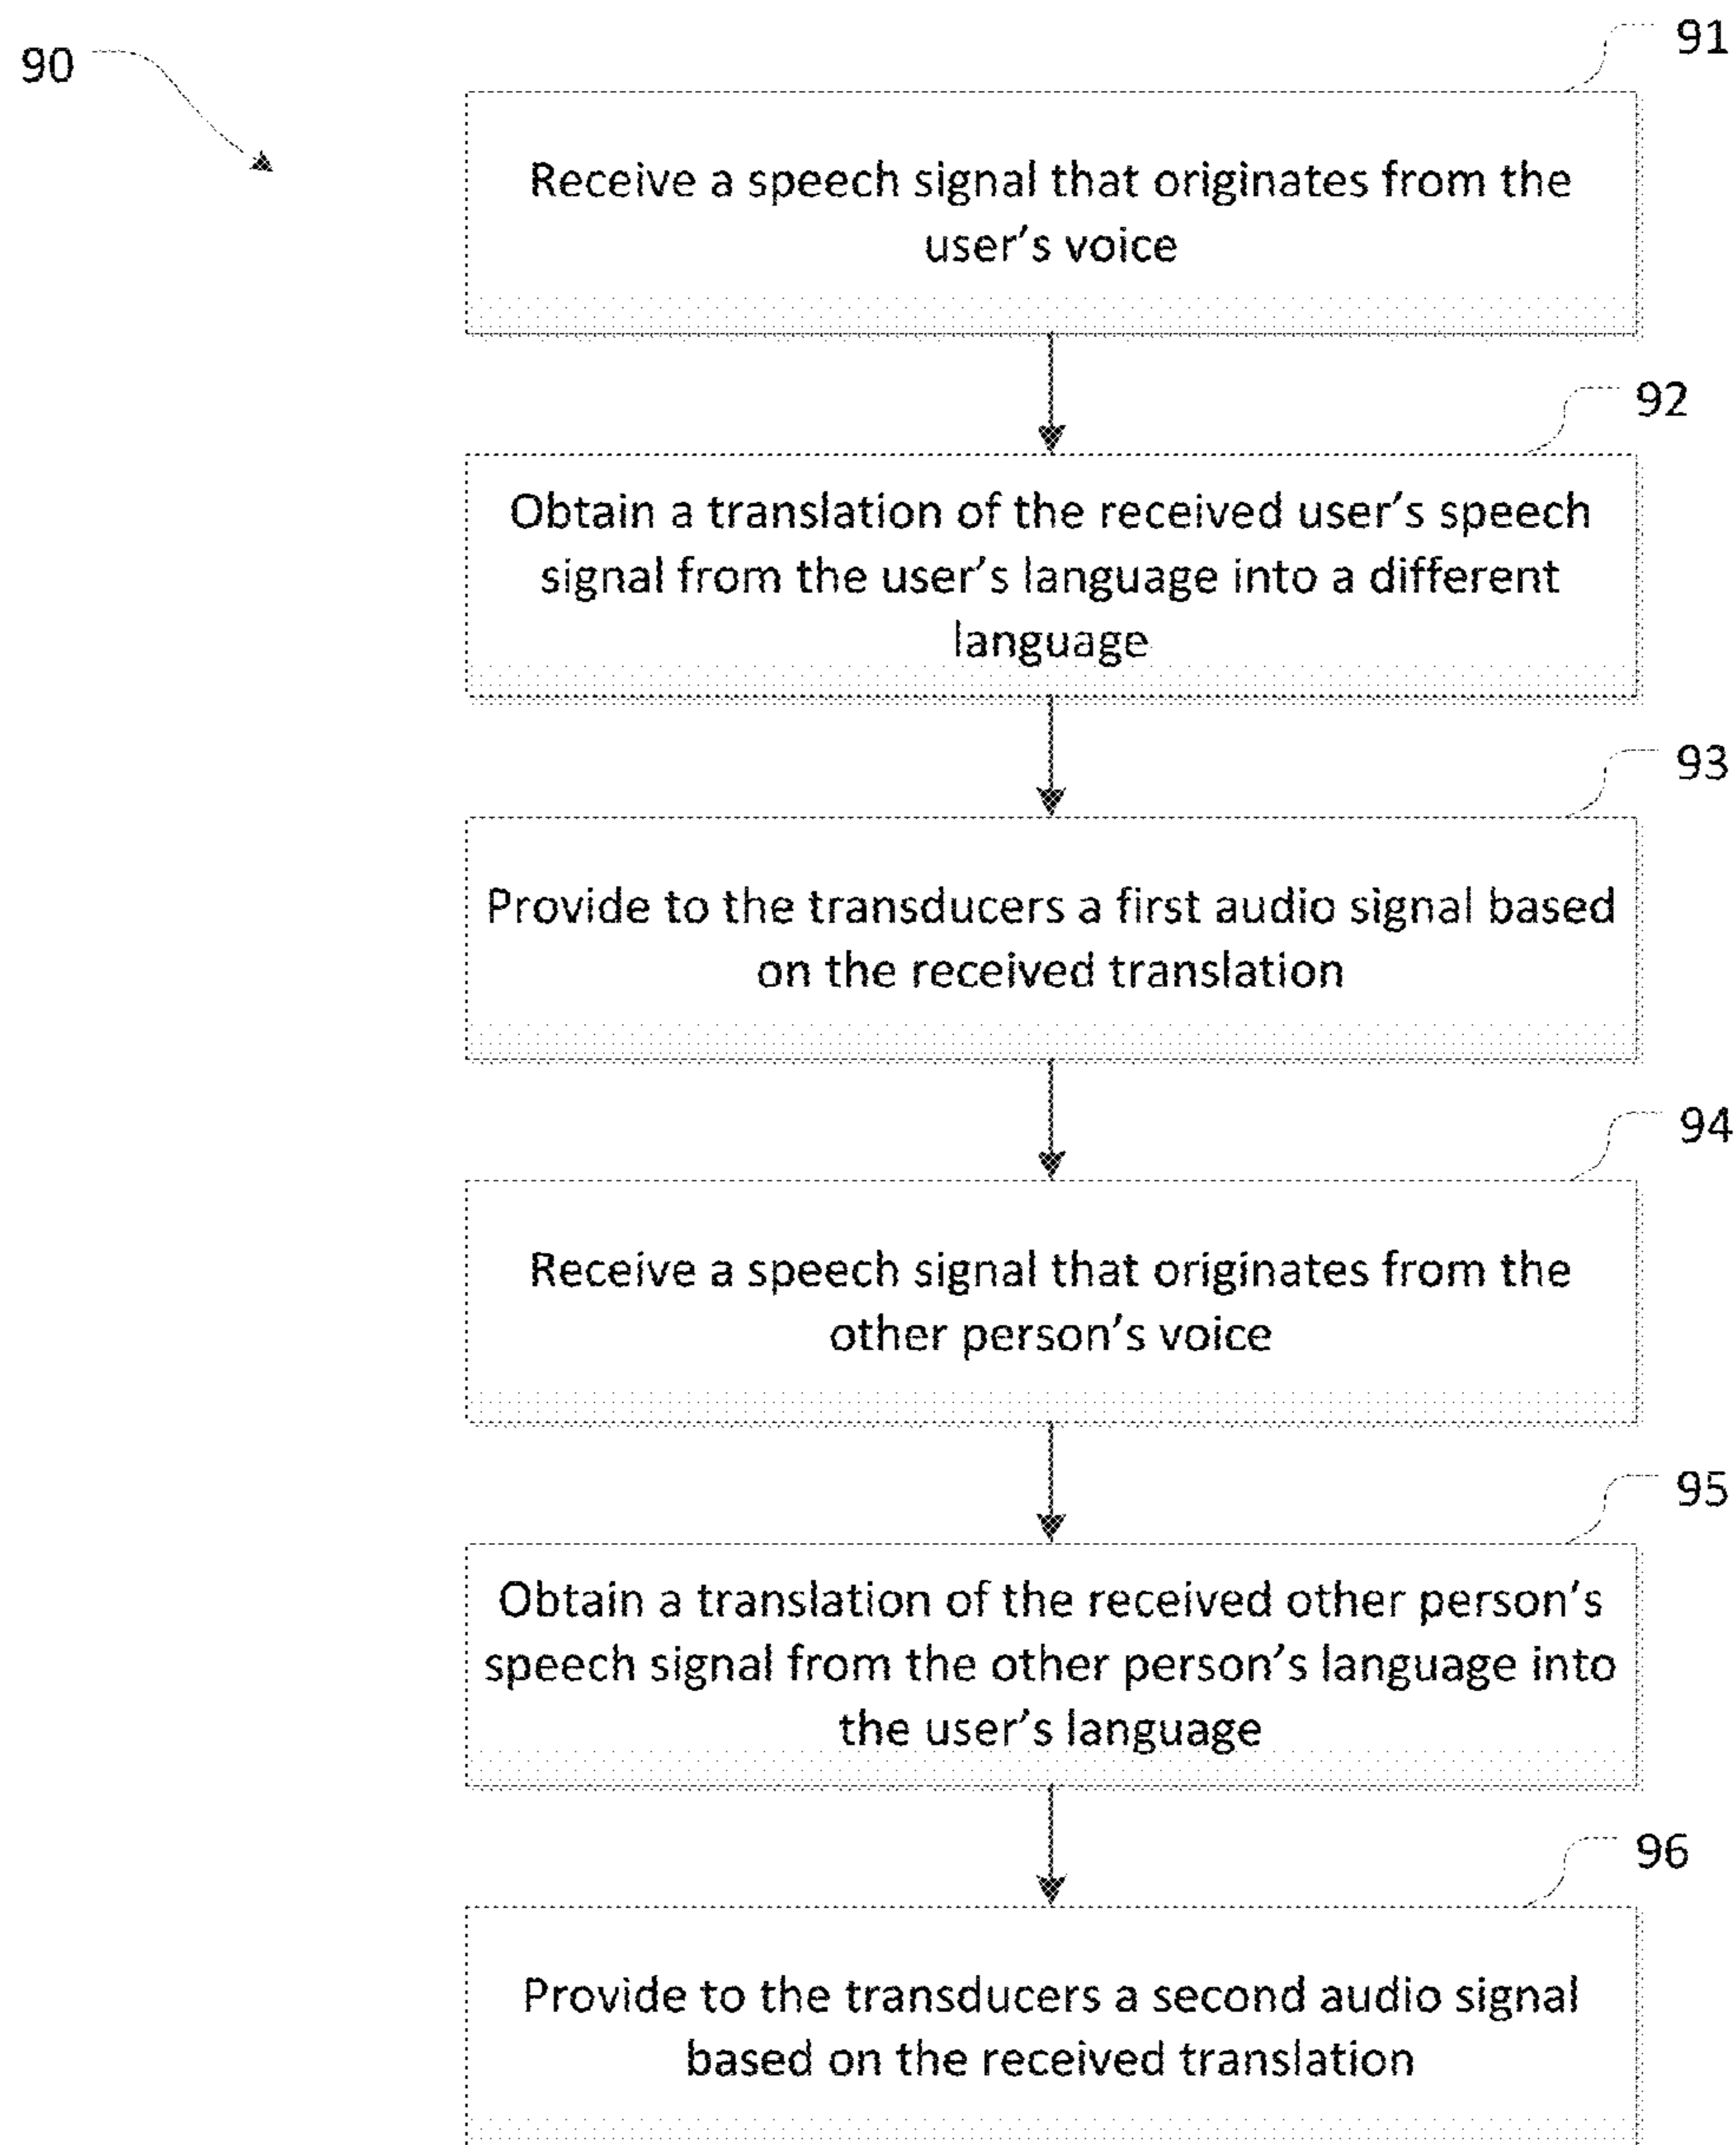 90
91
Receive a speech signal that originates from the
user's voice
92
Obtain a translation of the received user's speech
signal from the user's language into a different
language
93
Provide to the transducers a first audio signal based
on the received translation
94
Receive a speech signal that originates from the
other person's voice
95
Obtain a translation of the received other person's
speech signal from the other person's language into
the user's language
96
Provide to the transducers a second audio signal
based on the received translation